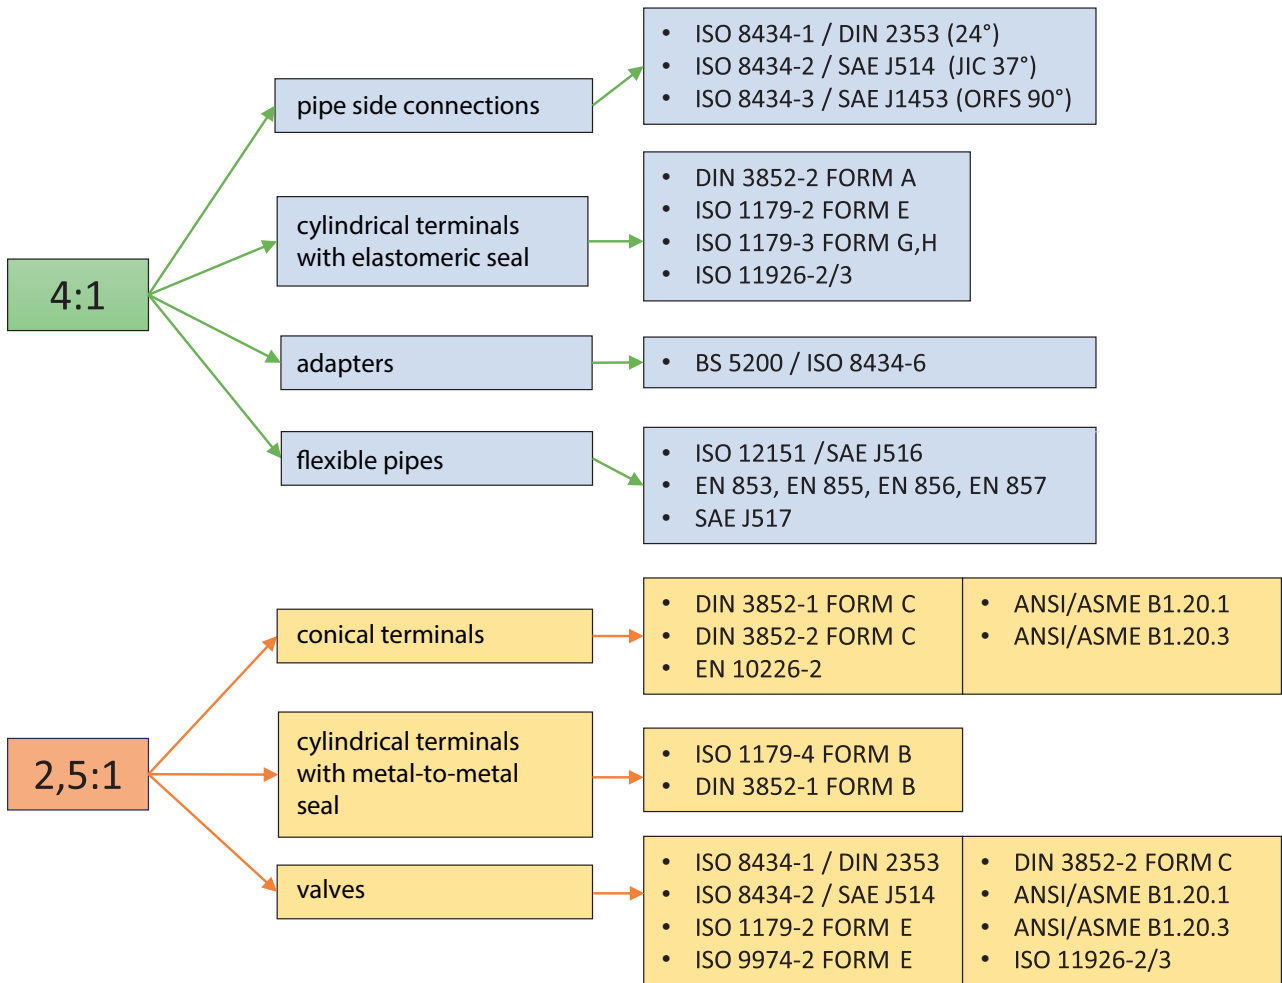 4:1
pipe side connections
• ISO 8434-1 / DIN 2353 (24°)
• ISO 8434-2 / SAE J514 (JIC 37°)
• ISO 8434-3 / SAE J1453 (ORFS 90°)
cylindrical terminals
with elastomeric seal
• DIN 3852-2 FORM A
• ISO 1179-2 FORM E
• ISO 1179-3 FORM G,H
• ISO 11926-2/3
adapters
• BS 5200 / ISO 8434-6
flexible pipes
• ISO 12151 /SAE J516
• EN 853, EN 855, EN 856, EN 857
• SAE J517
2,5:1
conical terminals
• DIN 3852-1 FORM C
• DIN 3852-2 FORM C
• EN 10226-2
• ANSI/ASME B1.20.1
• ANSI/ASME B1.20.3
cylindrical terminals
with metal-to-metal
seal
• ISO 1179-4 FORM B
• DIN 3852-1 FORM B
valves
• ISO 8434-1 / DIN 2353
• ISO 8434-2 / SAE J514
• ISO 1179-2 FORM E
• ISO 9974-2 FORM E
• DIN 3852-2 FORM C
• ANSI/ASME B1.20.1
• ANSI/ASME B1.20.3
• ISO 11926-2/3